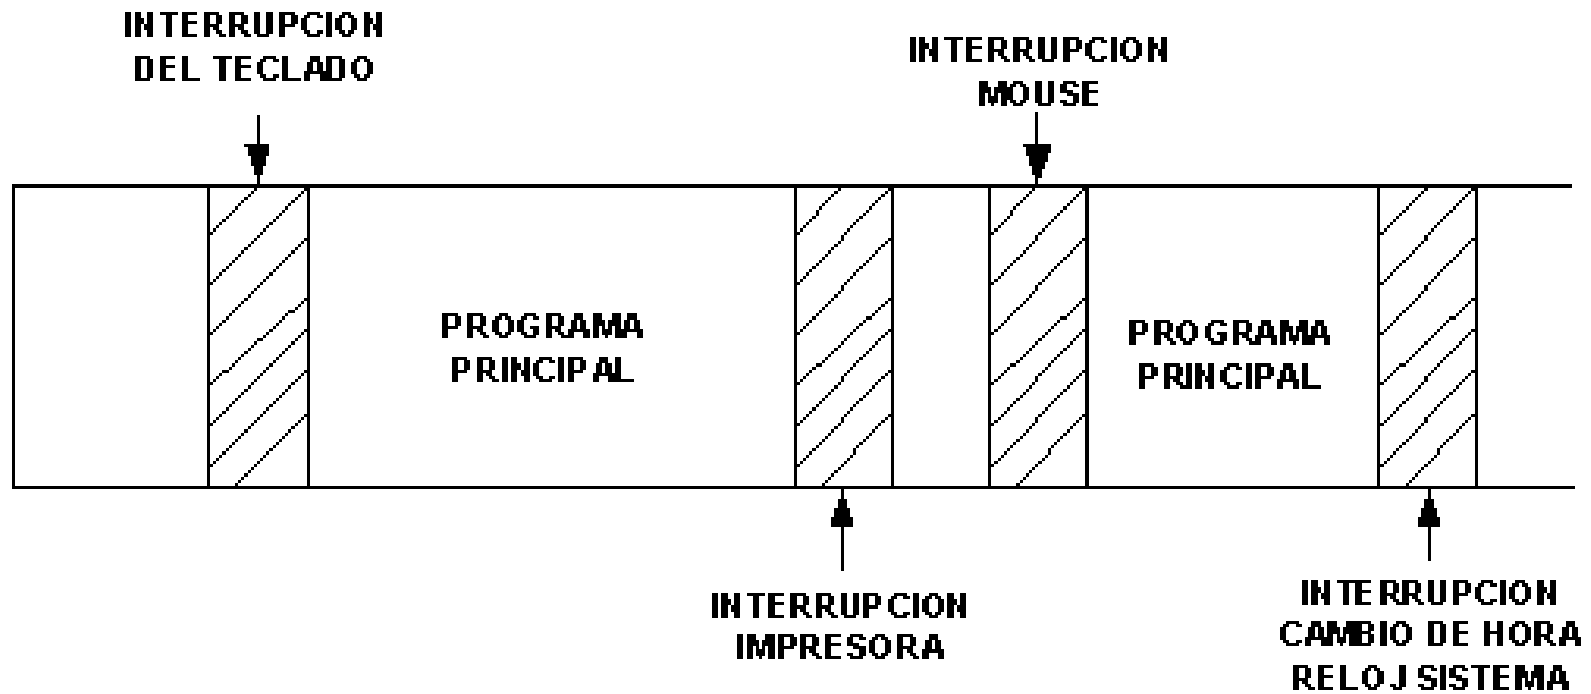 INTERRUPCION
DEL TECLADO
INTERRUPCION
MOUSE
PROGRAMA
PRINCIPAL
PROGRAMA
PRINCIPAL
INTERRUPCION
IMPRESORA
INTERRUPCION
CAMBIO DE HORA
RELOJ SISTEMA